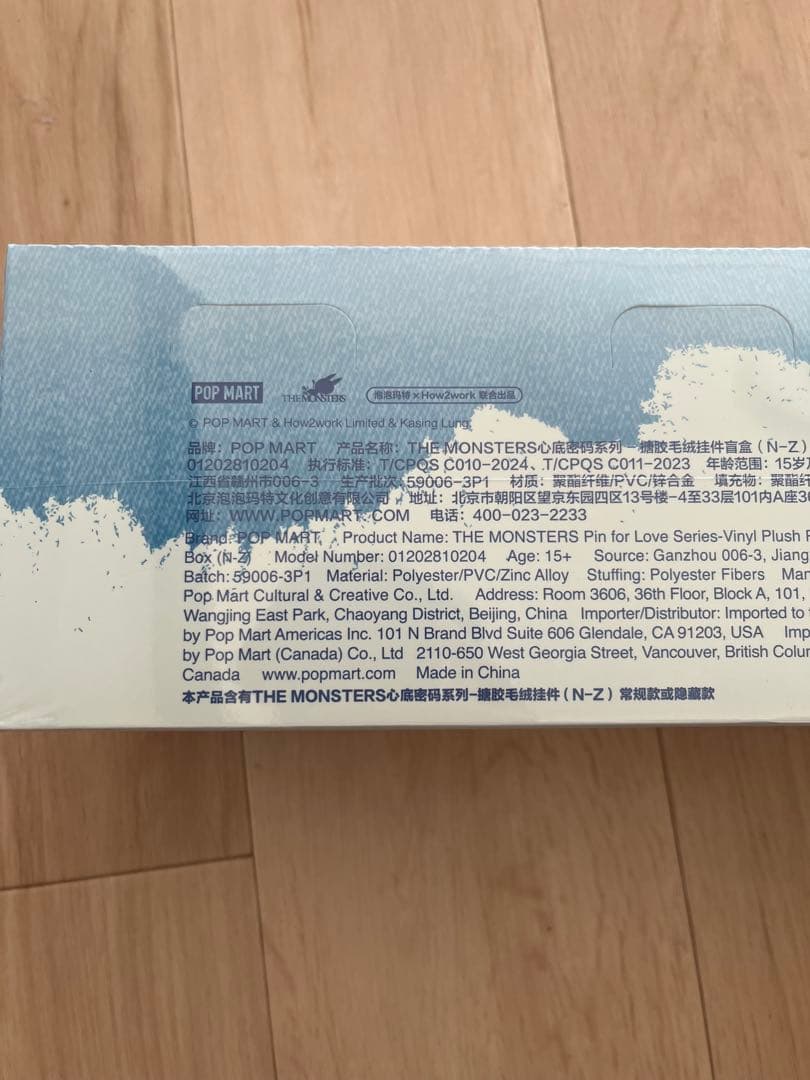 POP MART THE MONSTERS 泡泡玛特×How2work 联合出品
© POP MART & How2work Limited & Kasing Lung
品牌：POP MART 产品名称：THE MONSTERS心底密码系列－搪胶毛绒挂件盲盒（N-Z）
01202810204 执行标准：T/CPQS C010-2024、T/CPQS C011-2023 年龄范围：15岁及
江西省赣州市006-3 生产批次：59006-3P1 材质：聚酯纤维/PVC/锌合金 填充物：聚酯纤
北京泡泡玛特文化创意有限公司 地址：北京市朝阳区望京东园四区13号楼-4至33层101内A座36
网址：WWW.POPMART.COM 电话：400-023-2233
Brand: POP MART Product Name: THE MONSTERS Pin for Love Series-Vinyl Plush P
Box (N-Z) Model Number: 01202810204 Age: 15+ Source: Ganzhou 006-3, Jiang
Batch: 59006-3P1 Material: Polyester/PVC/Zinc Alloy Stuffing: Polyester Fibers Man
Pop Mart Cultural & Creative Co., Ltd. Address: Room 3606, 36th Floor, Block A, 101,
Wangjing East Park, Chaoyang District, Beijing, China Importer/Distributor: Imported to
by Pop Mart Americas Inc. 101 N Brand Blvd Suite 606 Glendale, CA 91203, USA Imp
by Pop Mart (Canada) Co., Ltd 2110-650 West Georgia Street, Vancouver, British Colum
Canada www.popmart.com Made in China
本产品含有THE MONSTERS心底密码系列-搪胶毛绒挂件（N-Z）常规款或隐藏款